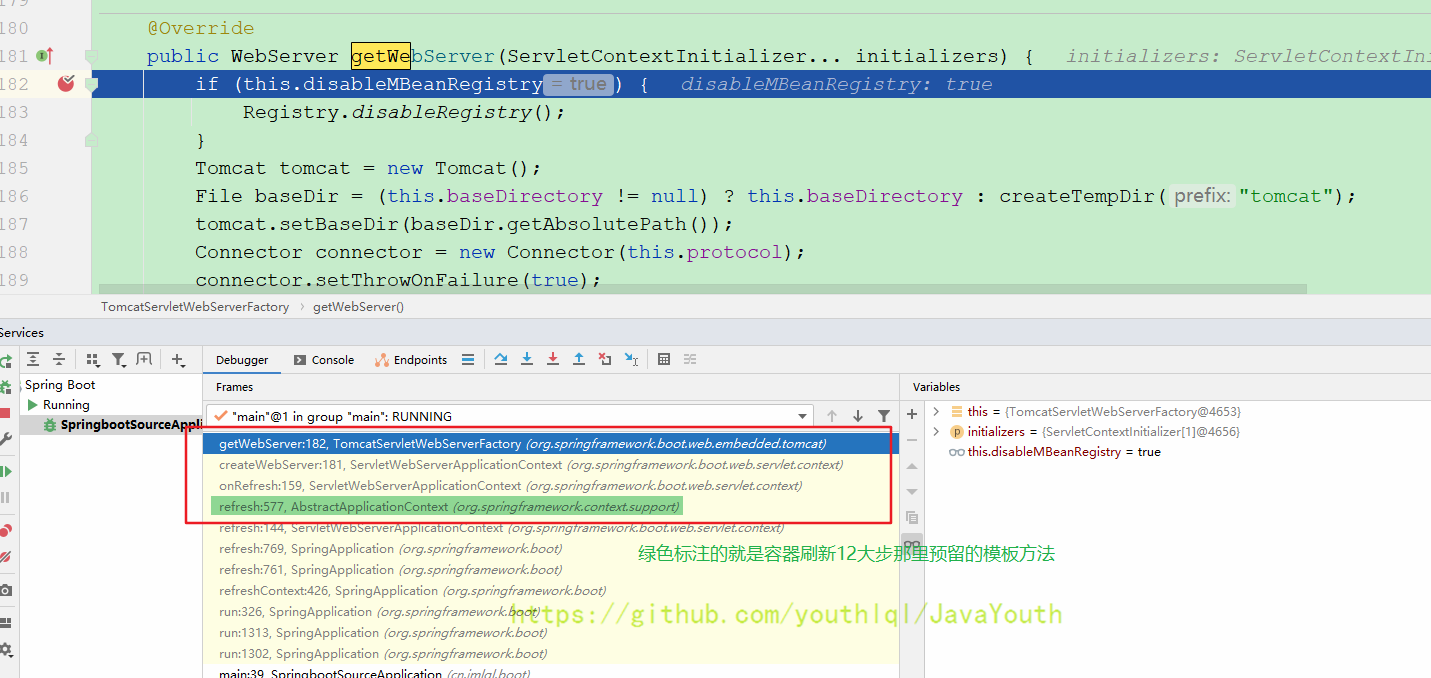 179
180 @Override
181 public WebServer getWebServer(ServletContextInitializer... initializers) { initializers: ServletContextIni
182 if (this.disableMBeanRegistry = true ) { disableMBeanRegistry: true
183 Registry.disableRegistry();
184 }
185 Tomcat tomcat = new Tomcat();
186 File baseDir = (this.baseDirectory != null) ? this.baseDirectory : createTempDir( prefix: "tomcat");
187 tomcat.setBaseDir(baseDir.getAbsolutePath());
188 Connector connector = new Connector(this.protocol);
189 connector.setThrowOnFailure(true);
TomcatServletWebServerFactory › getWebServer()
Services
Debugger Console Endpoints
Spring Boot
Running
SpringbootSourceAppli
Frames
"main"@1 in group "main": RUNNING
getWebServer:182, TomcatServletWebServerFactory (org.springframework.boot.web.embedded.tomcat)
createWebServer:181, ServletWebServerApplicationContext (org.springframework.boot.web.servlet.context)
onRefresh:159, ServletWebServerApplicationContext (org.springframework.boot.web.servlet.context)
refresh:577, AbstractApplicationContext (org.springframework.context.support)
refresh:144, ServletWebServerApplicationContext (org.springframework.boot.web.servlet.context)
refresh:769, SpringApplication (org.springframework.boot)
绿色标注的就是容器刷新12大步那里预留的模板方法
refresh:761, SpringApplication (org.springframework.boot)
refreshContext:426, SpringApplication (org.springframework.boot)
run:326, SpringApplication (org.springframework.boot)
https://github.com/youthlql/JavaYouth
run:1313, SpringApplication (org.springframework.boot)
run:1302, SpringApplication (org.springframework.boot)
main:39, SpringbootSourceApplication (cn.imlql.boot)
Variables
this = {TomcatServletWebServerFactory@4653}
p initializers = {ServletContextInitializer[1]@4656}
this.disableMBeanRegistry = true